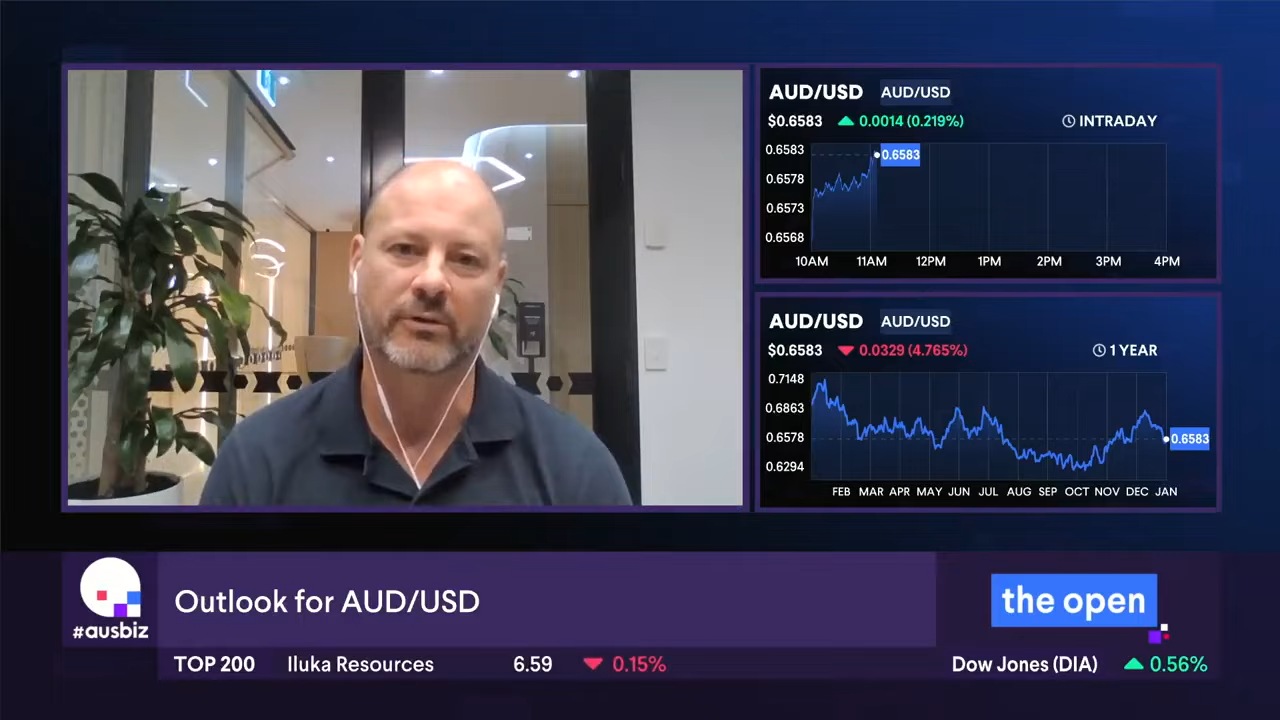 AUD/USD AUD/USD
$0.6583 0.0014 (0.219%) INTRADAY
0.6583
0.6578
0.6573
0.6568
0.6583
10AM 11AM 12PM 1PM 2PM 3PM 4PM
AUD/USD AUD/USD
$0.6583 0.0329 (4.765%) 1 YEAR
0.7148
0.6863
0.6578
0.6294
0.6583
FEB MAR APR MAY JUN JUL AUG SEP OCT NOV DEC JAN
#ausbiz
Outlook for AUD/USD
the open
TOP 200 Iluka Resources 6.59 0.15% Dow Jones (DIA) 0.56%